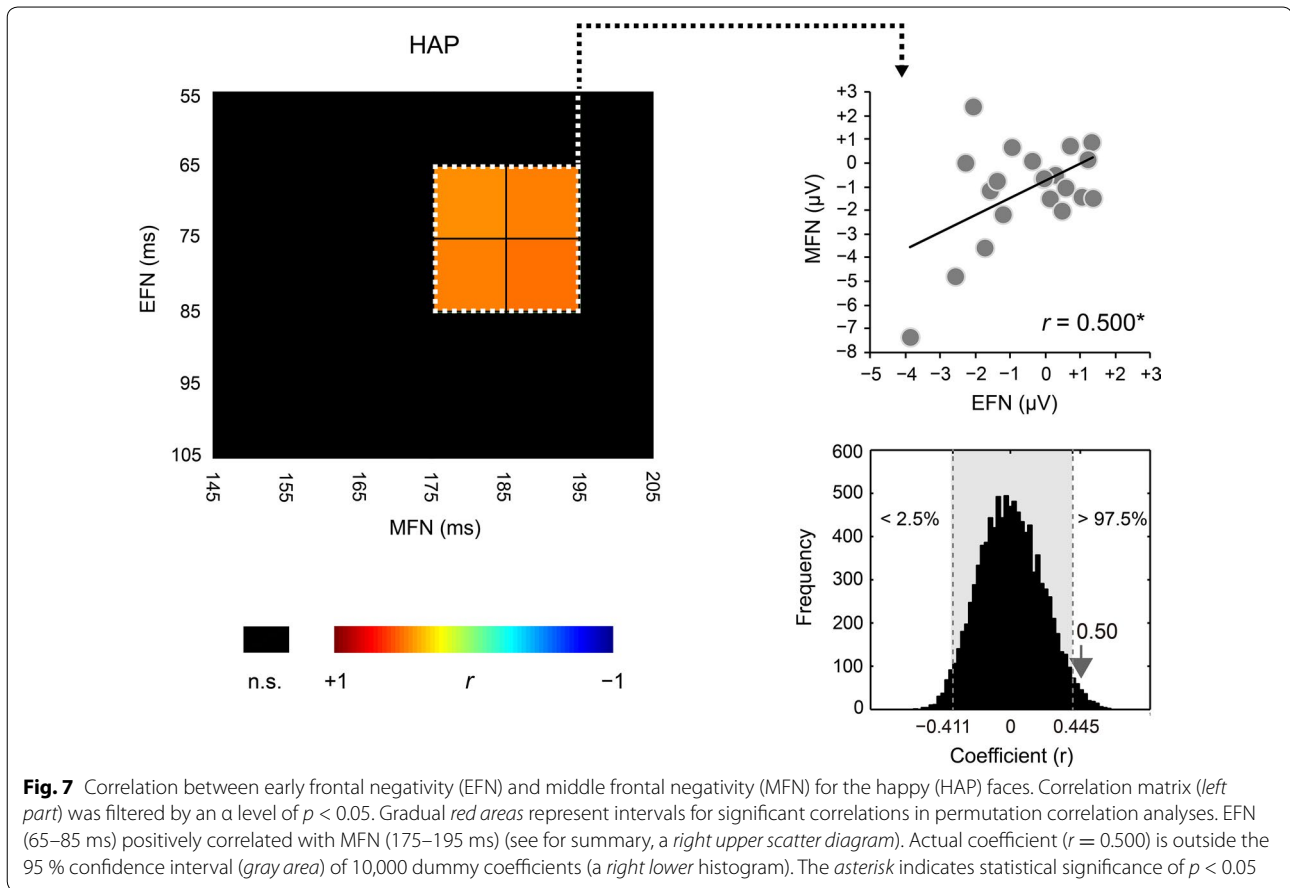 HAP
55
65
75
85
95
105
EFN (ms)
145
155
165
175
185
195
205
MFN (ms)
n.s.
+1
r
−1
+3
+2
+1
0
−1
−2
−3
−4
−5
−6
−7
−8
MFN (µV)
r = 0.500*
−5 −4 −3 −2 −1 0 +1 +2 +3
EFN (µV)
600
500
400
300
200
100
0
Frequency
< 2.5%
> 97.5%
0.50
−0.411 0 0.445
Coefficient (r)
Fig. 7 Correlation between early frontal negativity (EFN) and middle frontal negativity (MFN) for the happy (HAP) faces. Correlation matrix (left
part) was filtered by an α level of p < 0.05. Gradual red areas represent intervals for significant correlations in permutation correlation analyses. EFN
(65–85 ms) positively correlated with MFN (175–195 ms) (see for summary, a right upper scatter diagram). Actual coefficient (r = 0.500) is outside the
95 % confidence interval (gray area) of 10,000 dummy coefficients (a right lower histogram). The asterisk indicates statistical significance of p < 0.05